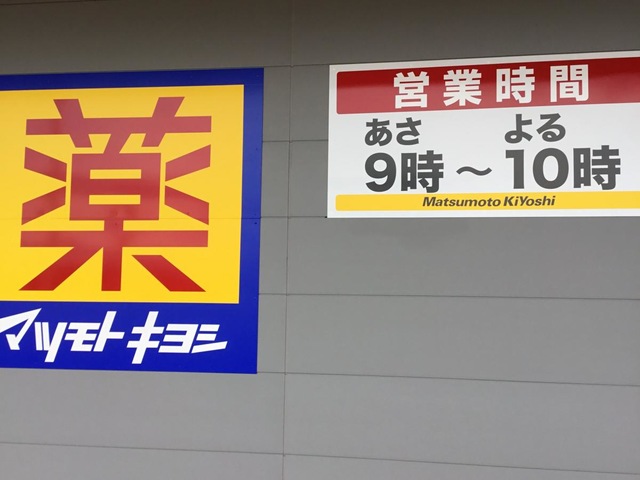 薬
マツモトキヨシ
営業時間
あさ よる
9時~10時
Matsumoto KiYoshi